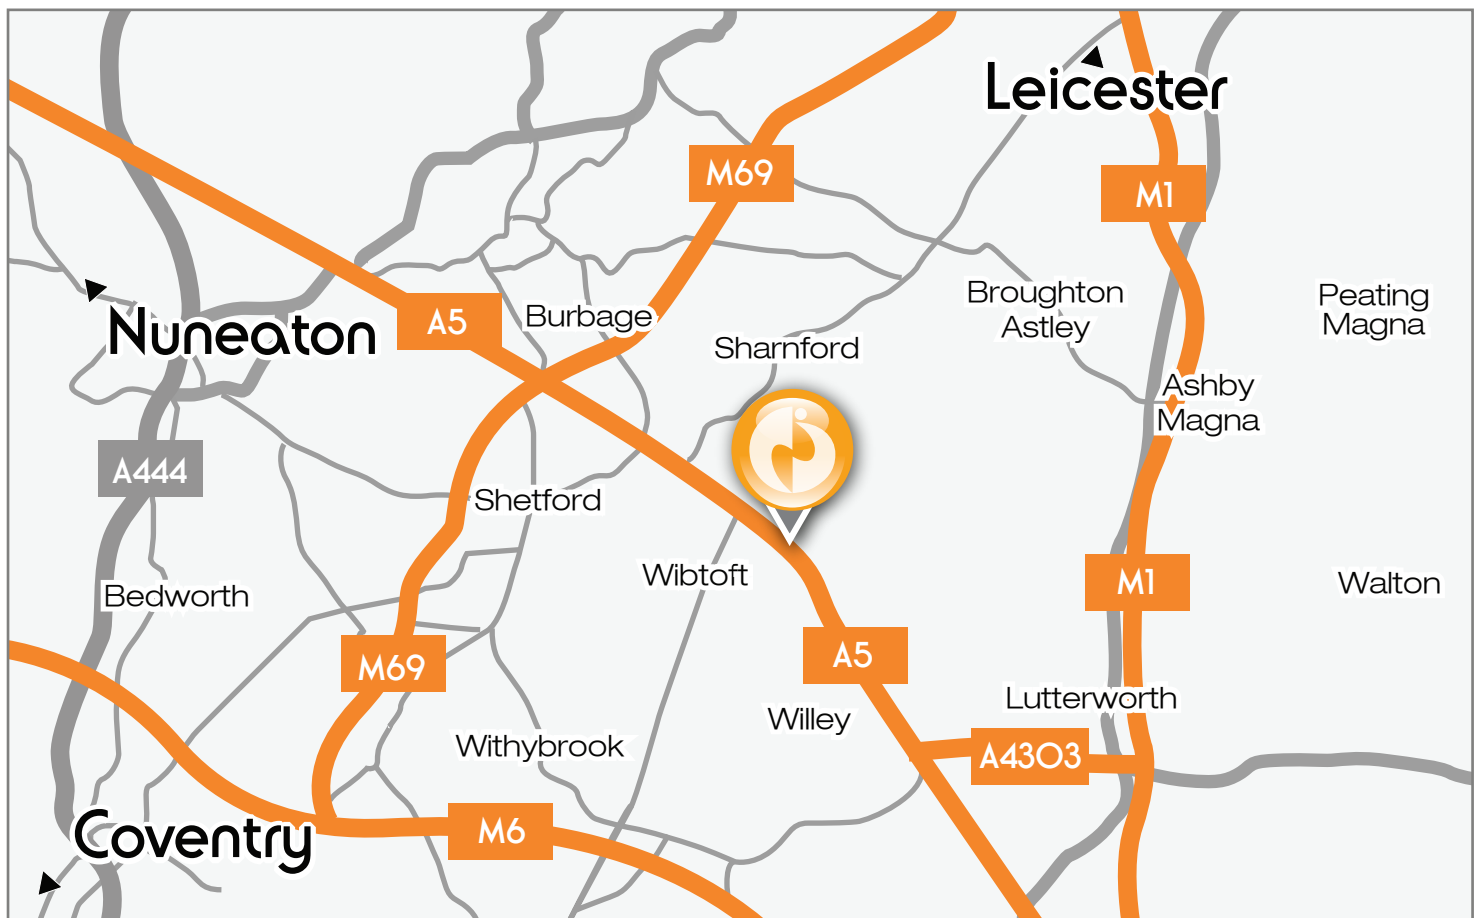 Leicester
M69
M1
Broughton
Astley
Peating
Magna
Nuneaton
A5
Burbage
Sharnford
Ashby
Magna
A444
Shetford
Wibtoft
M1
Walton
Bedworth
M69
A5
Lutterworth
Willey
Withybrook
A4303
Coventry
M6